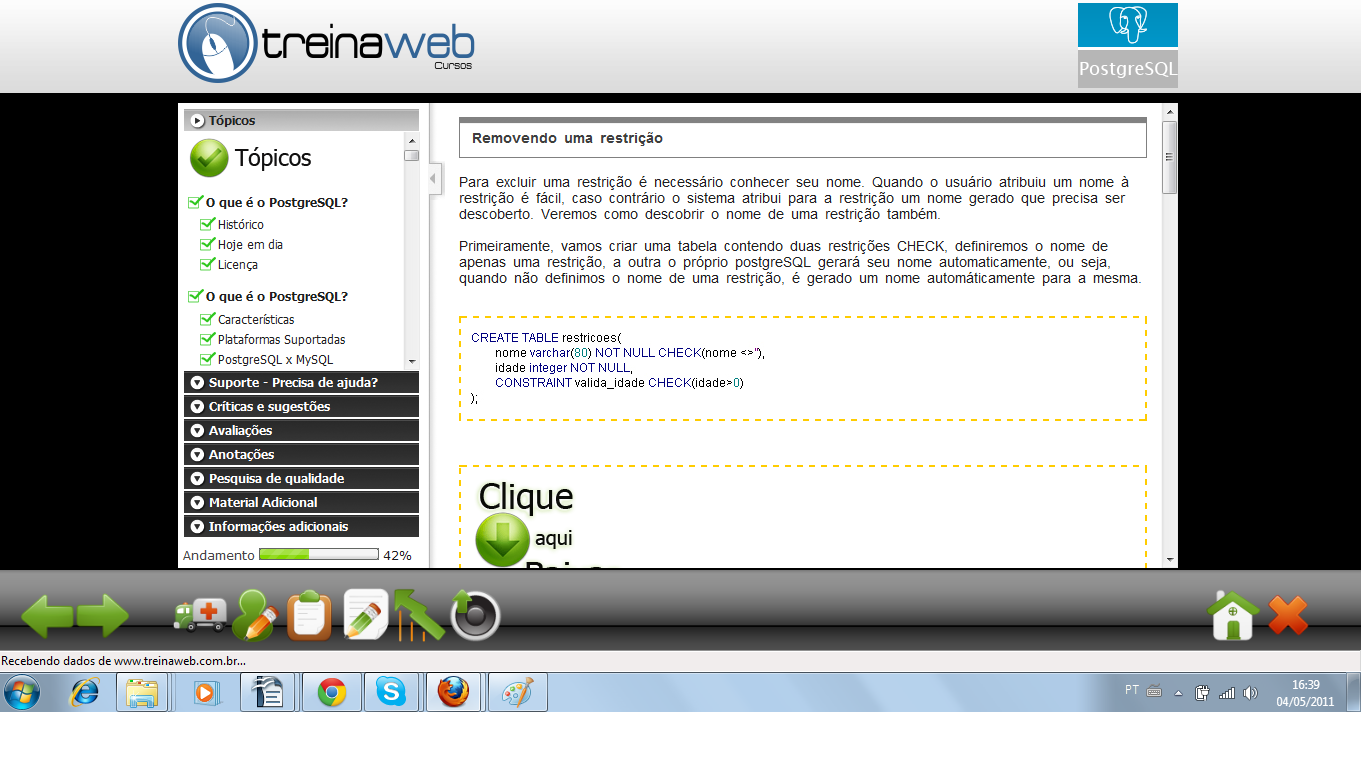 treinaweb
Cursos
PostgreSQL
Tópicos
Tópicos
O que é o PostgreSQL?
Histórico
Hoje em dia
Licença
O que é o PostgreSQL?
Características
Plataformas Suportadas
PostgreSQL x MySQL
Suporte - Precisa de ajuda?
Críticas e sugestões
Avaliações
Anotações
Pesquisa de qualidade
Material Adicional
Informações adicionais
Andamento 42%
Removendo uma restrição
Para excluir uma restrição é necessário conhecer seu nome. Quando o usuário atribuiu um nome à
restrição é fácil, caso contrário o sistema atribui para a restrição um nome gerado que precisa ser
descoberto. Veremos como descobrir o nome de uma restrição também.
Primeiramente, vamos criar uma tabela contendo duas restrições CHECK, definiremos o nome de
apenas uma restrição, a outra o próprio postgreSQL gerará seu nome automaticamente, ou seja,
quando não definimos o nome de uma restrição, é gerado um nome automáticamente para a mesma.
CREATE TABLE restricoes(
nome varchar(80) NOT NULL CHECK(nome <>''),
idade integer NOT NULL,
CONSTRAINT valida_idade CHECK(idade>0)
);
Clique
aqui
Recebendo dados de www.treinaweb.com.br...
PT
16:39
04/05/2011